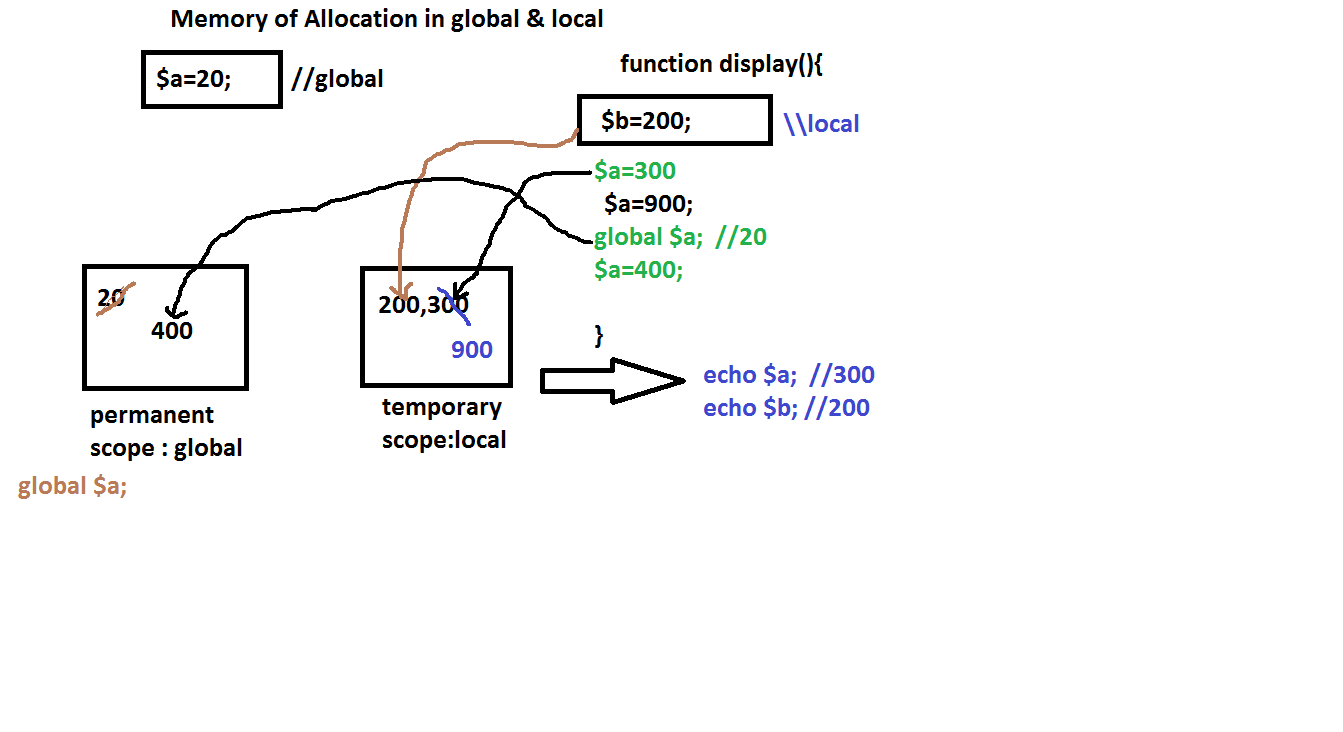 Memory of Allocation in global & local
$a=20; //global
function display(){
$b=200; \\local
$a=300
$a=900;
global $a; //20
$a=400;
}
20
400
200,300
900
permanent
scope : global
temporary
scope:local
echo $a; //300
echo $b; //200
global $a;